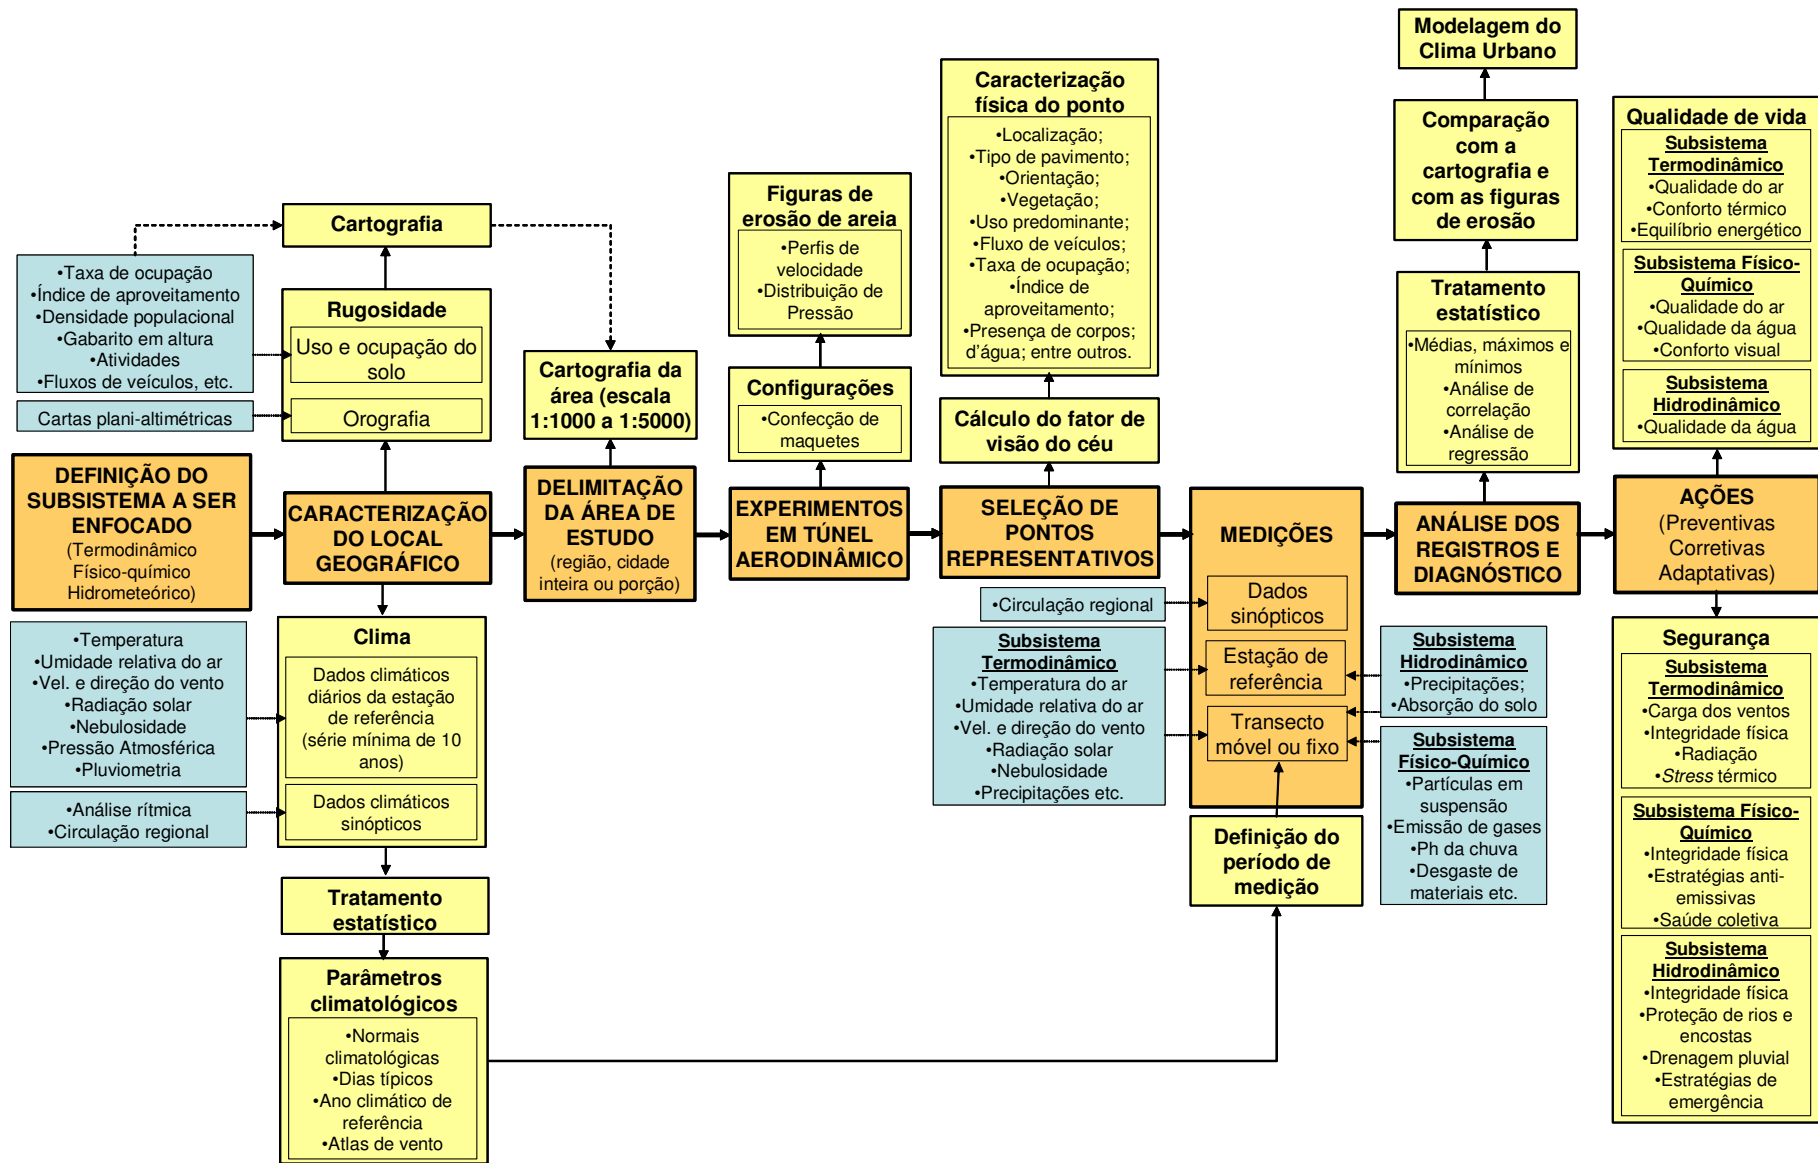 Modelagem do
Clima Urbano
Comparação
com a
cartografia e
com as figuras
de erosão
Tratamento
estatístico
•Médias, máximos e
mínimos
•Análise de
correlação
•Análise de
regressão
Caracterização
física do ponto
•Localização;
•Tipo de pavimento;
•Orientação;
•Vegetação;
•Uso predominante;
•Fluxo de veículos;
•Taxa de ocupação;
•Índice de
aproveitamento;
•Presença de corpos;
d’água; entre outros.
Cálculo do fator de
visão do céu
Figuras de
erosão de areia
•Perfis de
velocidade
•Distribuição de
Pressão
Configurações
•Confecção de
maquetes
Qualidade de vida
Subsistema
Termodinâmico
•Qualidade do ar
•Conforto térmico
•Equilíbrio energético
Subsistema Físico-
Químico
•Qualidade do ar
•Qualidade da água
•Conforto visual
Subsistema
Hidrodinâmico
•Qualidade da água
Cartografia
•Taxa de ocupação
•Índice de aproveitamento
•Densidade populacional
•Gabarito em altura
•Atividades
•Fluxos de veículos, etc.
Cartas plani-altimétricas
Rugosidade
Uso e ocupação do
solo
Orografia
Cartografia da
área (escala
1:1000 a 1:5000)
DEFINIÇÃO DO
SUBSISTEMA A SER
ENFOCADO
(Termodinâmico
Físico-químico
Hidrometeórico)
CARACTERIZAÇÃO
DO LOCAL
GEOGRÁFICO
DELIMITAÇÃO
DA ÁREA DE
ESTUDO
(região, cidade
inteira ou porção)
EXPERIMENTOS
EM TÚNEL
AERODINÂMICO
SELEÇÃO DE
PONTOS
REPRESENTATIVOS
MEDIÇÕES
Dados
sinópticos
Estação de
referência
Transecto
móvel ou fixo
ANÁLISE DOS
REGISTROS E
DIAGNÓSTICO
AÇÕES
(Preventivas
Corretivas
Adaptativas)
•Temperatura
•Umidade relativa do ar
•Vel. e direção do vento
•Radiação solar
•Nebulosidade
•Pressão Atmosférica
•Pluviometria
•Análise rítmica
•Circulação regional
Clima
Dados climáticos
diários da estação
de referência
(série mínima de 10
anos)
Dados climáticos
sinópticos
Tratamento
estatístico
Parâmetros
climatológicos
•Normais
climatológicas
•Dias típicos
•Ano climático de
referência
•Atlas de vento
•Circulação regional
Subsistema
Termodinâmico
•Temperatura do ar
•Umidade relativa do ar
•Vel. e direção do vento
•Radiação solar
•Nebulosidade
•Precipitações etc.
Definição do
período de
medição
Subsistema
Hidrodinâmico
•Precipitações;
•Absorção do solo
Subsistema
Físico-Químico
•Partículas em
suspensão
•Emissão de gases
•Ph da chuva
•Desgaste de
materiais etc.
Segurança
Subsistema
Termodinâmico
•Carga dos ventos
•Integridade física
•Radiação
•Stress térmico
Subsistema Físico-
Químico
•Integridade física
•Estratégias anti-
emissivas
•Saúde coletiva
Subsistema
Hidrodinâmico
•Integridade física
•Proteção de rios e
encostas
•Drenagem pluvial
•Estratégias de
emergência